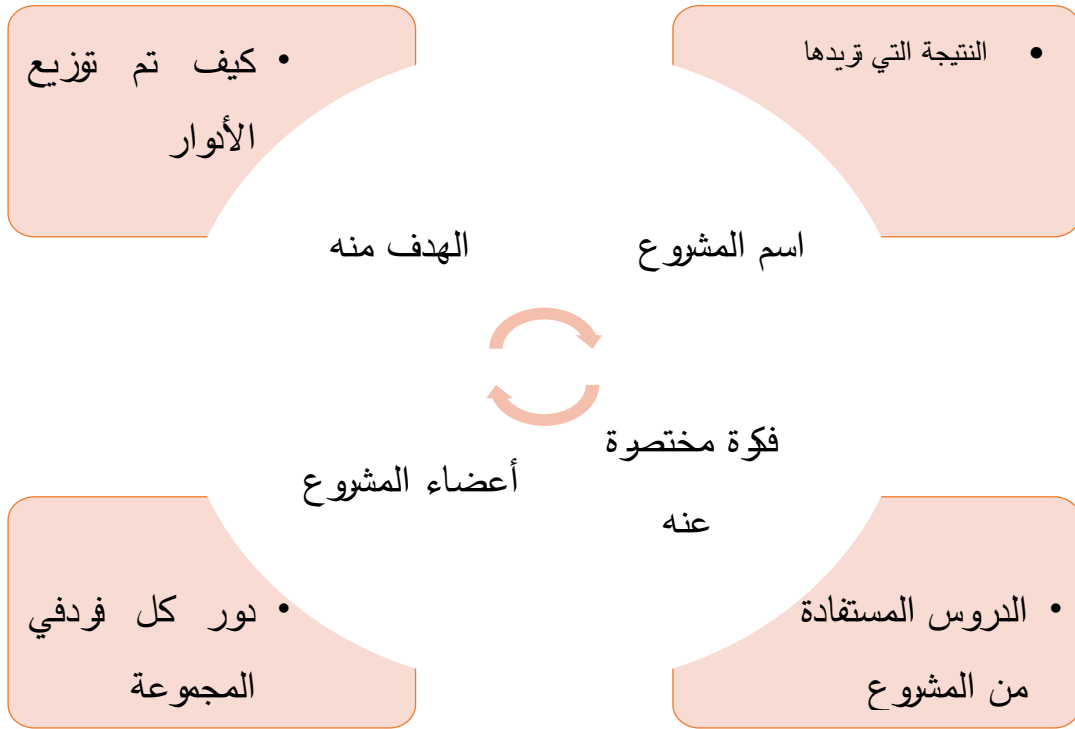 النتيجة التي تريدها
كيف تم توزيع
الأدوار
اسم المشروع
الهدف منه
فكرة مختصرة
عنه
أعضاء المشروع
الدروس المستفادة
من المشروع
دور كل فردفي
المجموعة